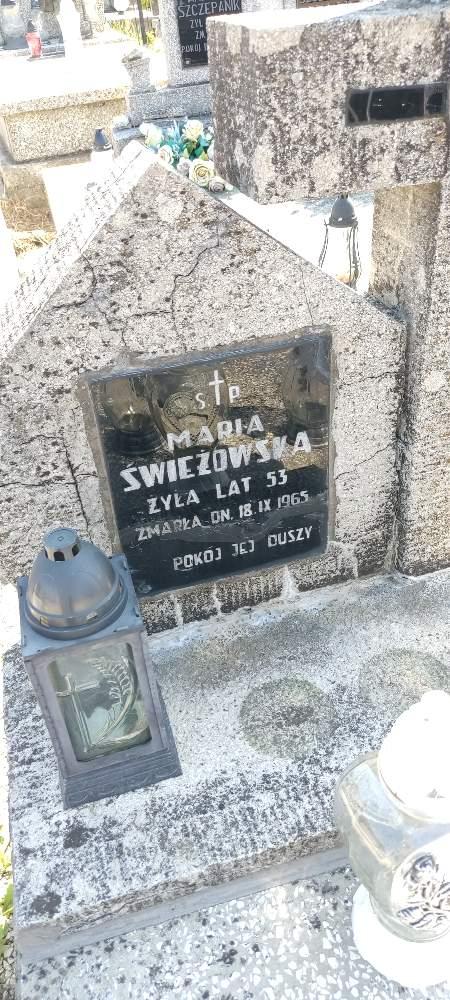 SZCZEPANIK
S P
MARIA
ŚWIEŻOWSKA
ŻYŁA LAT 53
ZMARŁA DN. 18.IX 1965
POKÓJ JEJ DUSZY